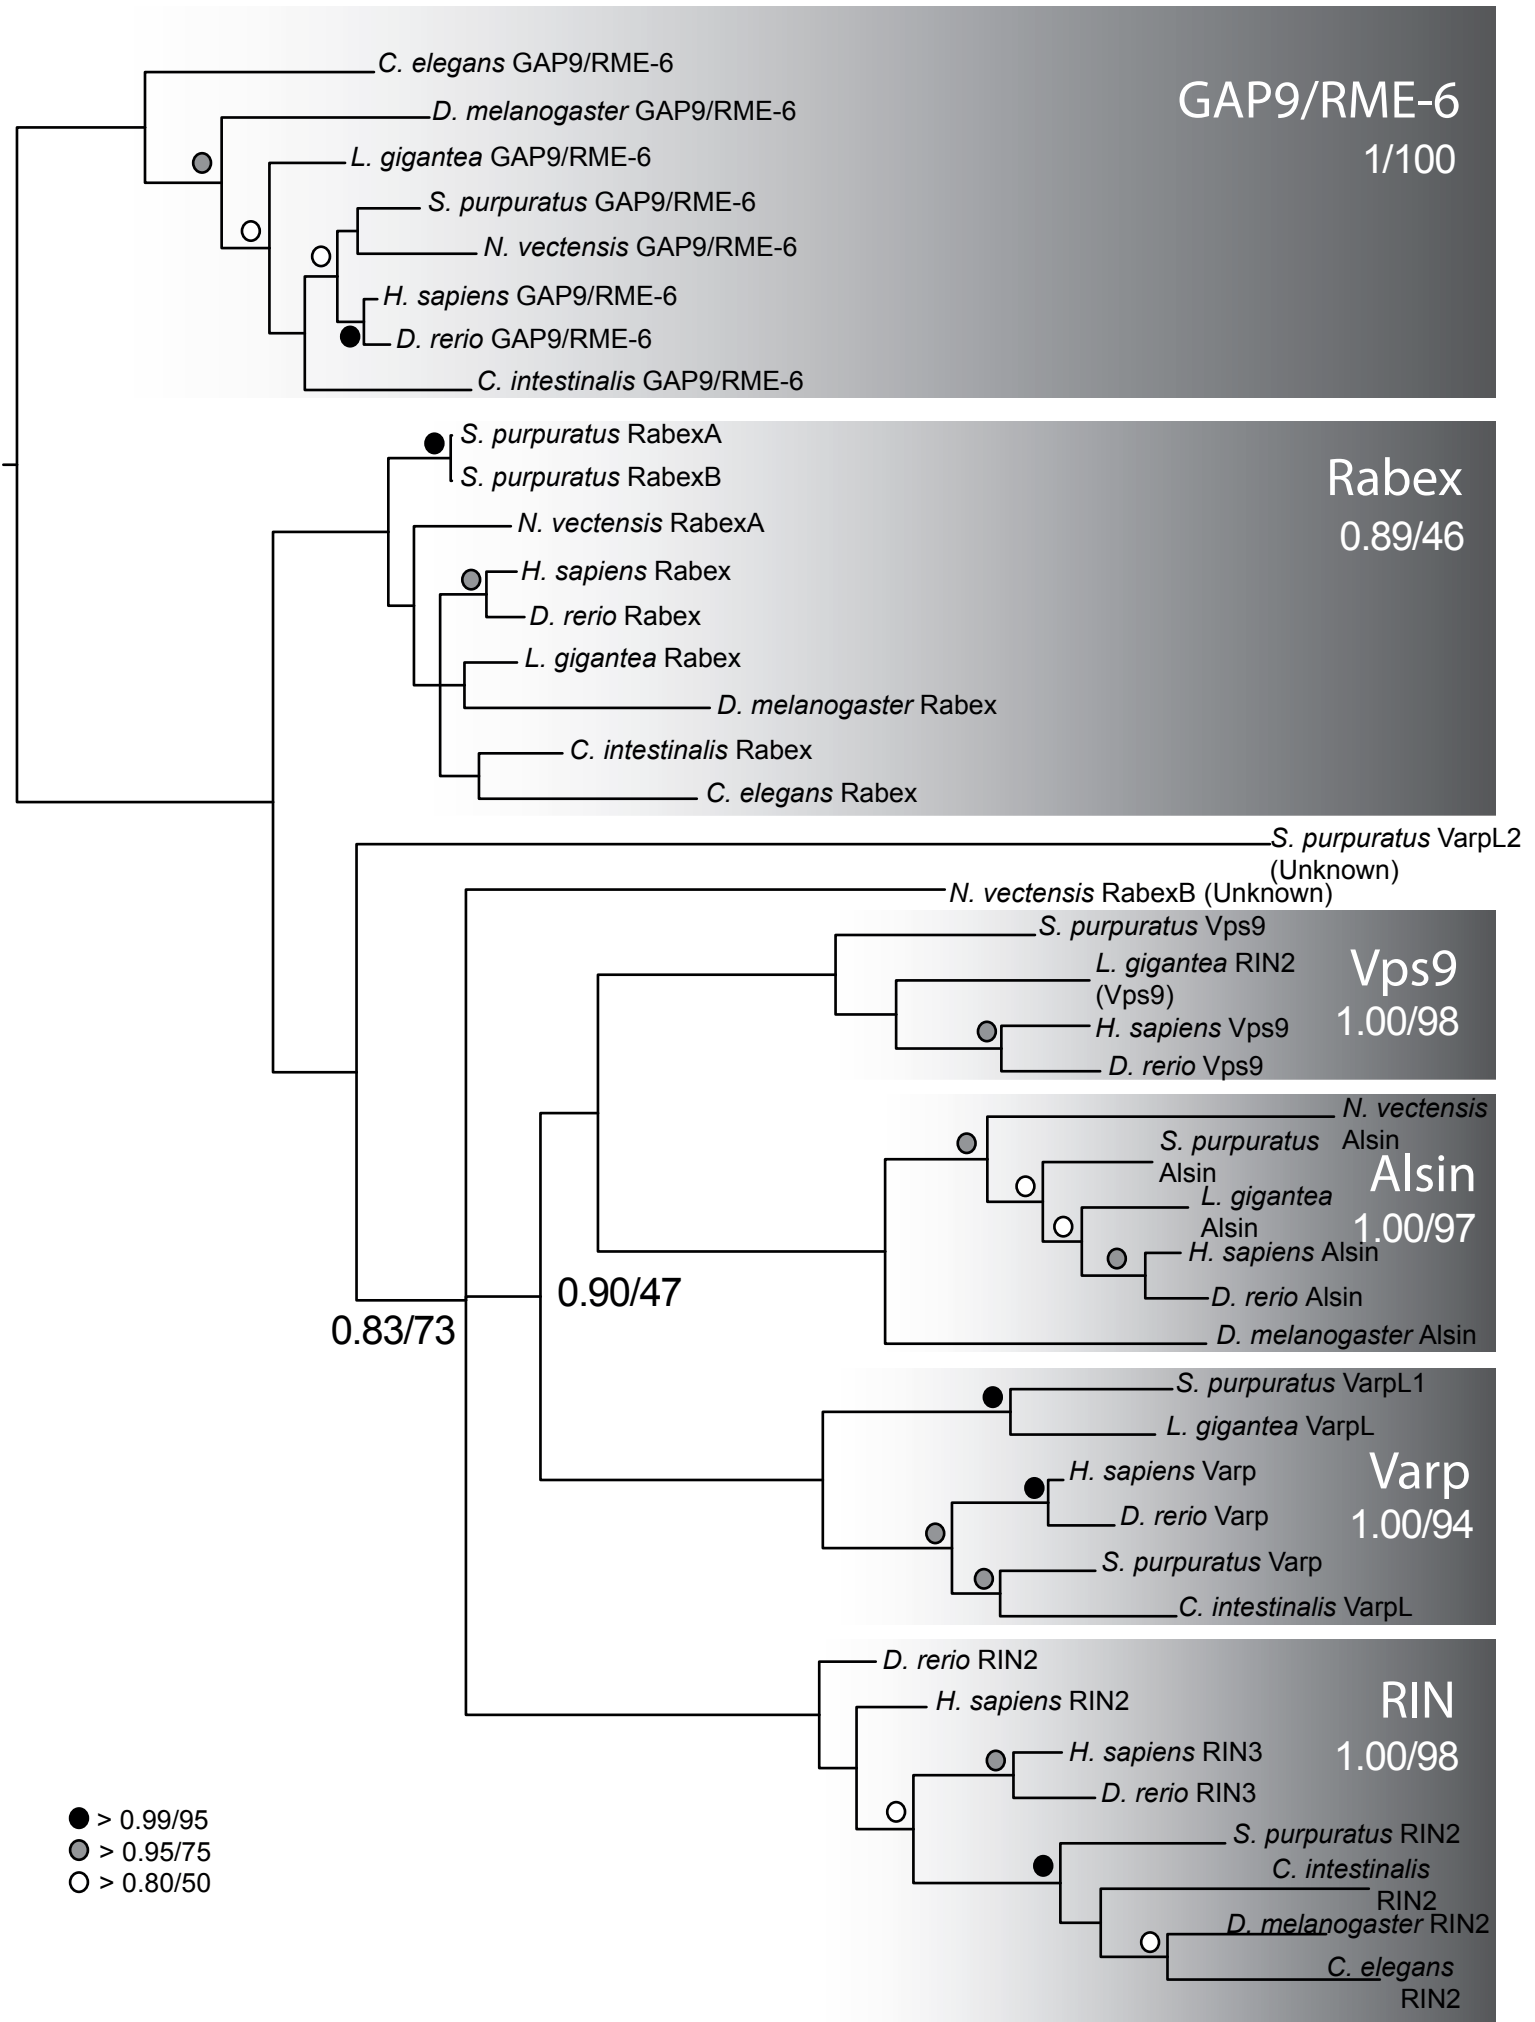 C. elegans GAP9/RME-6
D. melanogaster GAP9/RME-6
L. gigantea GAP9/RME-6
S. purpuratus GAP9/RME-6
N. vectensis GAP9/RME-6
H. sapiens GAP9/RME-6
D. rerio GAP9/RME-6
C. intestinalis GAP9/RME-6
GAP9/RME-6
1/100
S. purpuratus RabexA
S. purpuratus RabexB
N. vectensis RabexA
H. sapiens Rabex
D. rerio Rabex
L. gigantea Rabex
D. melanogaster Rabex
C. intestinalis Rabex
C. elegans Rabex
Rabex
0.89/46
S. purpuratus VarpL2
(Unknown)
N. vectensis RabexB (Unknown)
S. purpuratus Vps9
L. gigantea RIN2
(Vps9)
H. sapiens Vps9
D. rerio Vps9
Vps9
1.00/98
N. vectensis
Alsin
S. purpuratus
Alsin
L. gigantea
Alsin
H. sapiens Alsin
D. rerio Alsin
D. melanogaster Alsin
Alsin
1.00/97
0.90/47
0.83/73
S. purpuratus VarpL1
L. gigantea VarpL
H. sapiens Varp
D. rerio Varp
S. purpuratus Varp
C. intestinalis VarpL
Varp
1.00/94
D. rerio RIN2
H. sapiens RIN2
H. sapiens RIN3
D. rerio RIN3
S. purpuratus RIN2
C. intestinalis
RIN2
D. melanogaster RIN2
C. elegans
RIN2
RIN
1.00/98
> 0.99/95
> 0.95/75
> 0.80/50